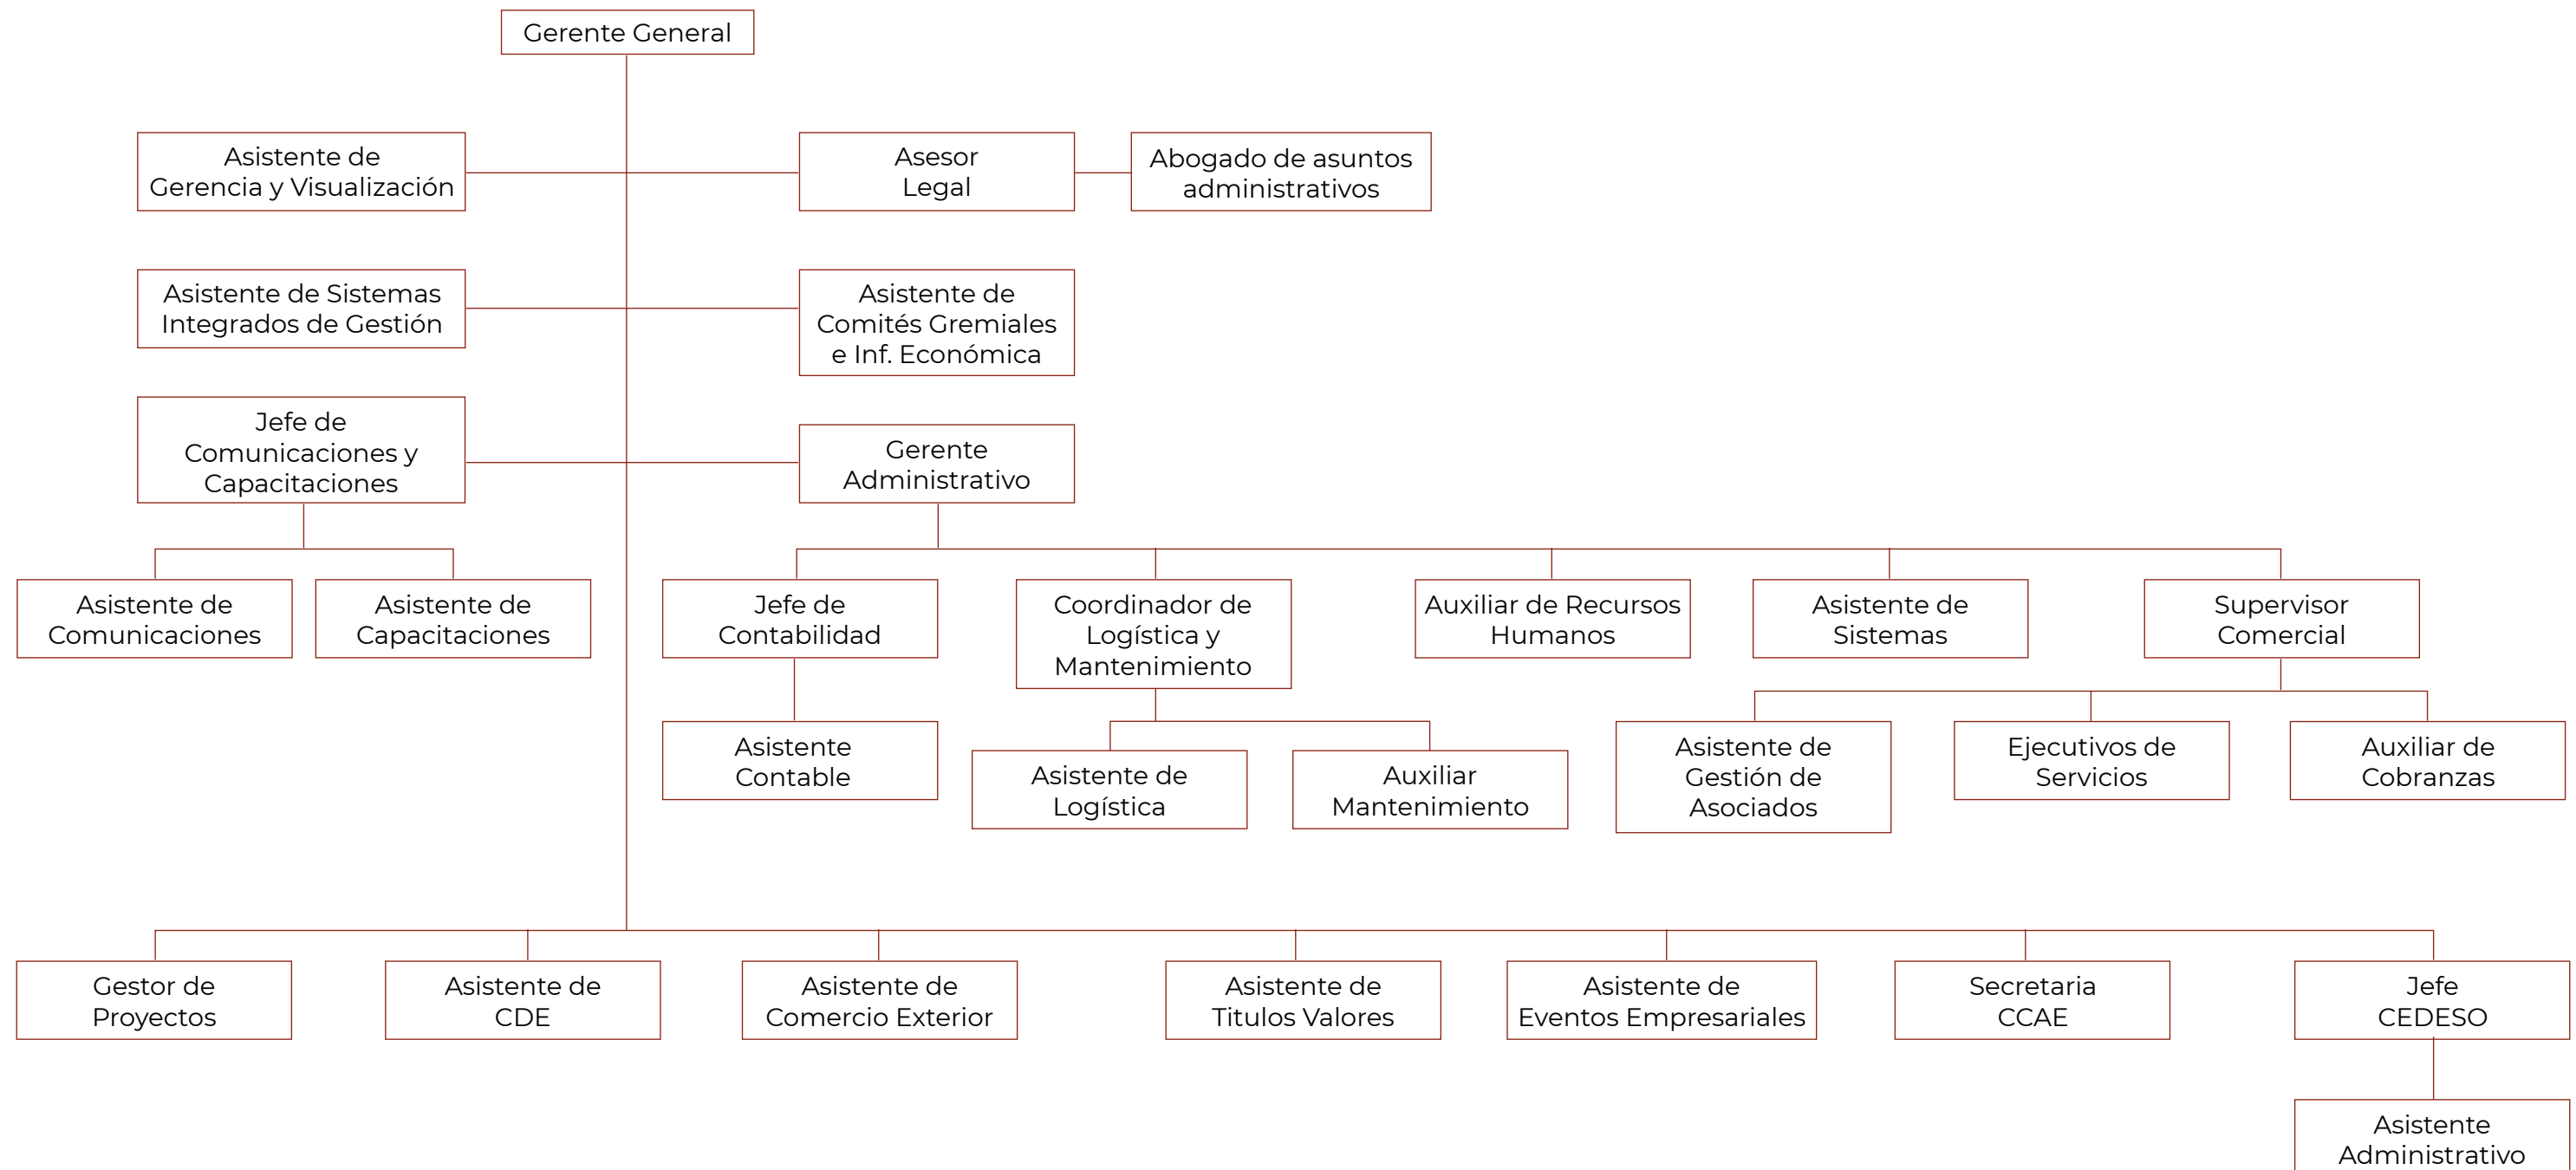 Gerente General
Asistente de
Gerencia y Visualización
Asesor
Legal
Abogado de asuntos
administrativos
Asistente de Sistemas
Integrados de Gestión
Asistente de
Comités Gremiales
e Inf. Económica
Jefe de
Comunicaciones y
Capacitaciones
Gerente
Administrativo
Asistente de
Comunicaciones
Asistente de
Capacitaciones
Jefe de
Contabilidad
Coordinador de
Logística y
Mantenimiento
Auxiliar de Recursos
Humanos
Asistente de
Sistemas
Supervisor
Comercial
Asistente
Contable
Asistente de
Logística
Auxiliar
Mantenimiento
Asistente de
Gestión de
Asociados
Ejecutivos de
Servicios
Auxiliar de
Cobranzas
Gestor de
Proyectos
Asistente de
CDE
Asistente de
Comercio Exterior
Asistente de
Titulos Valores
Asistente de
Eventos Empresariales
Secretaria
CCAE
Jefe
CEDESO
Asistente
Administrativo